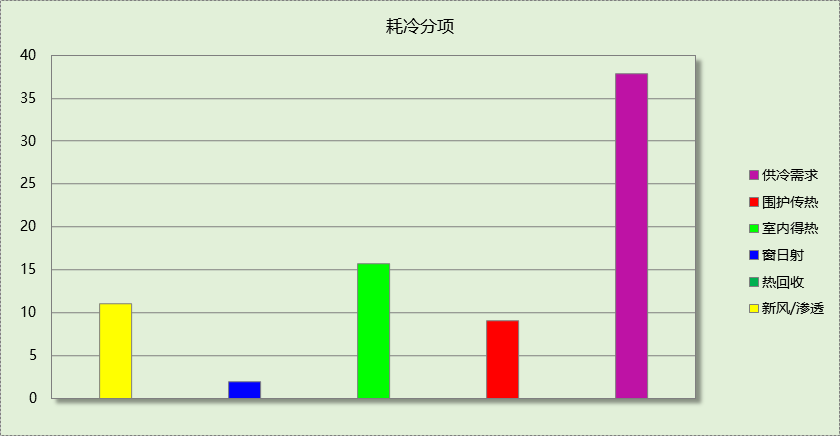 耗冷分项
40
35
30
25
20
15
10
5
0
供冷需求
围护传热
室内得热
窗日射
热回收
新风/渗透